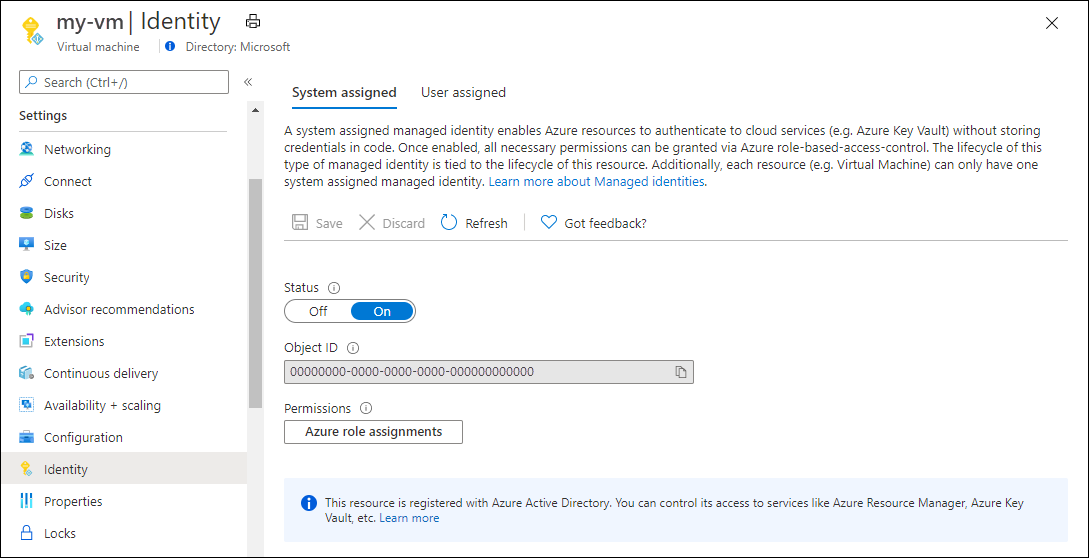 my-vm | Identity
Virtual machine
Directory: Microsoft
Search (Ctrl+/)
Settings
Networking
Connect
Disks
Size
Security
Advisor recommendations
Extensions
Continuous delivery
Availability + scaling
Configuration
Identity
Properties
Locks
System assigned User assigned
A system assigned managed identity enables Azure resources to authenticate to cloud services (e.g. Azure Key Vault) without storing
credentials in code. Once enabled, all necessary permissions can be granted via Azure role-based-access-control. The lifecycle of this
type of managed identity is tied to the lifecycle of this resource. Additionally, each resource (e.g. Virtual Machine) can only have one
system assigned managed identity. Learn more about Managed identities.
Save Discard Refresh Got feedback?
Status
Off On
Object ID
00000000-0000-0000-0000-000000000000
Permissions
Azure role assignments
This resource is registered with Azure Active Directory. You can control its access to services like Azure Resource Manager, Azure Key
Vault, etc. Learn more